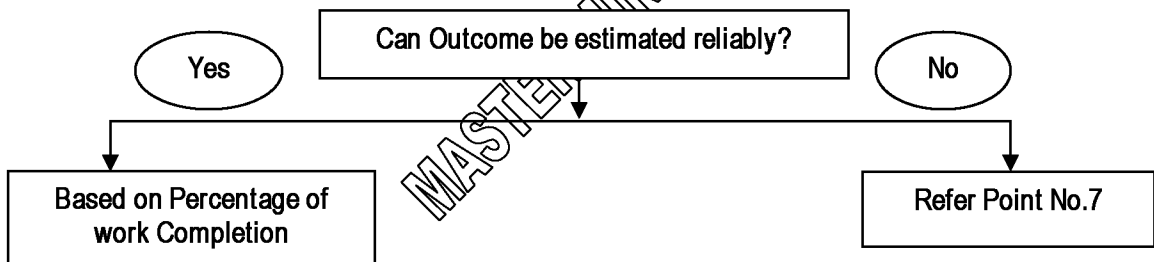 Can Outcome be estimated reliably?
Yes
No
Based on Percentage of
work Completion
Refer Point No.7